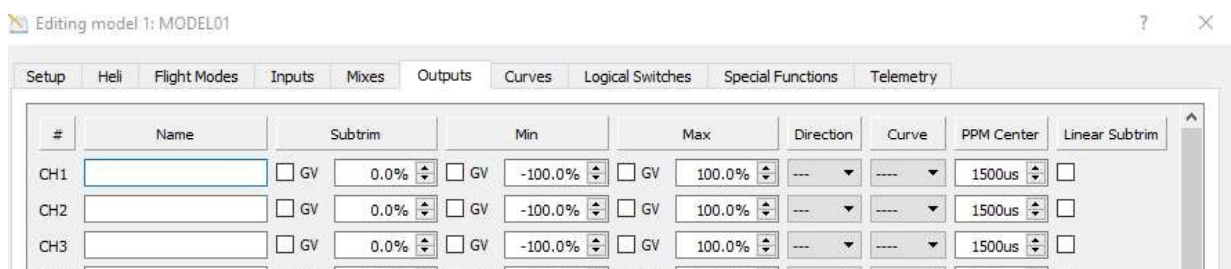 Editing model 1: MODEL01 ?
Setup Heli Flight Modes Inputs Mixes Outputs Curves Logical Switches Special Functions Telemetry
# Name Subtrim Min Max Direction Curve PPM Center Linear Subtrim
CH1 GV 0.0% GV -100.0% GV 100.0% --- ---- 1500us
CH2 GV 0.0% GV -100.0% GV 100.0% --- ---- 1500us
CH3 GV 0.0% GV -100.0% GV 100.0% --- ---- 1500us